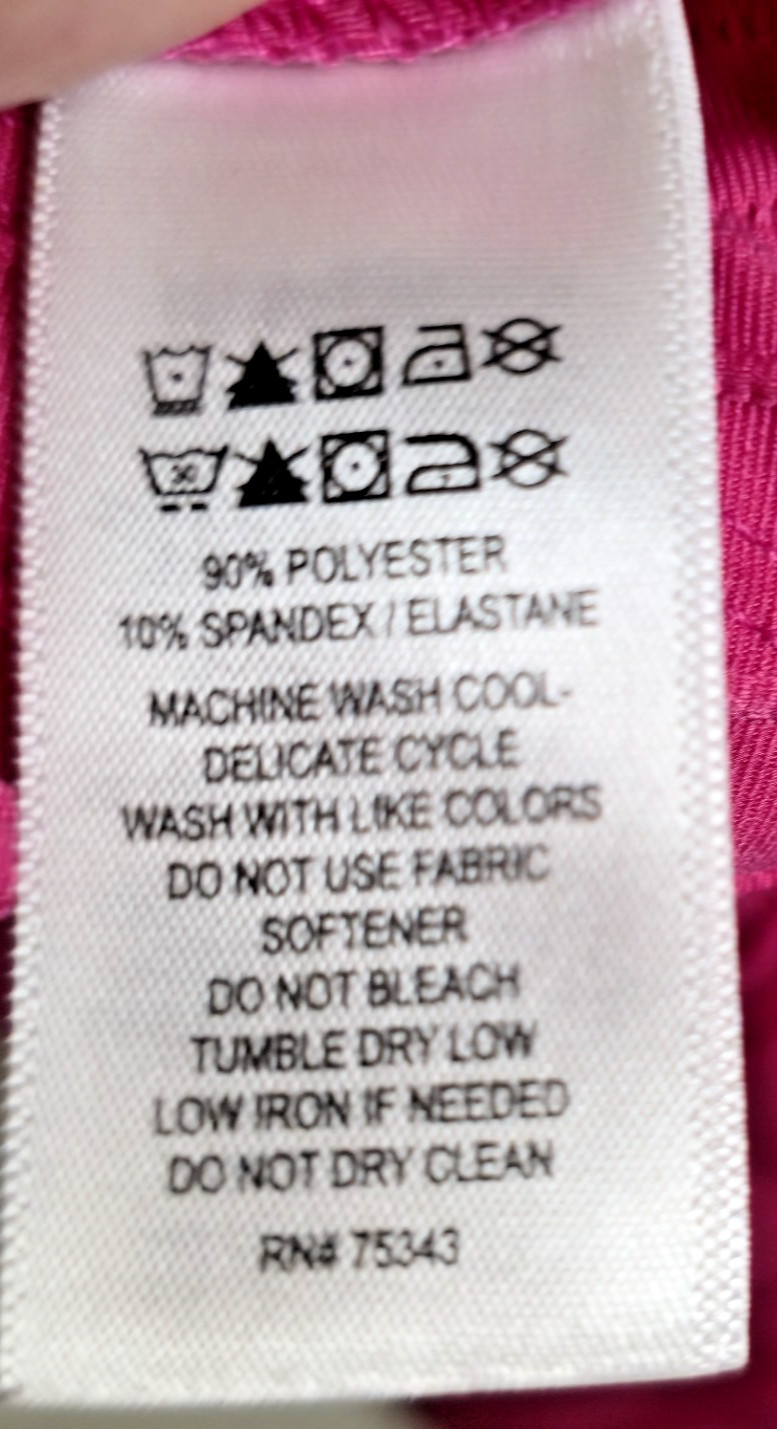 30
90% POLYESTER
10% SPANDEX / ELASTANE
MACHINE WASH COOL-
DELICATE CYCLE
WASH WITH LIKE COLORS
DO NOT USE FABRIC
SOFTENER
DO NOT BLEACH
TUMBLE DRY LOW
LOW IRON IF NEEDED
DO NOT DRY CLEAN
RN# 75343